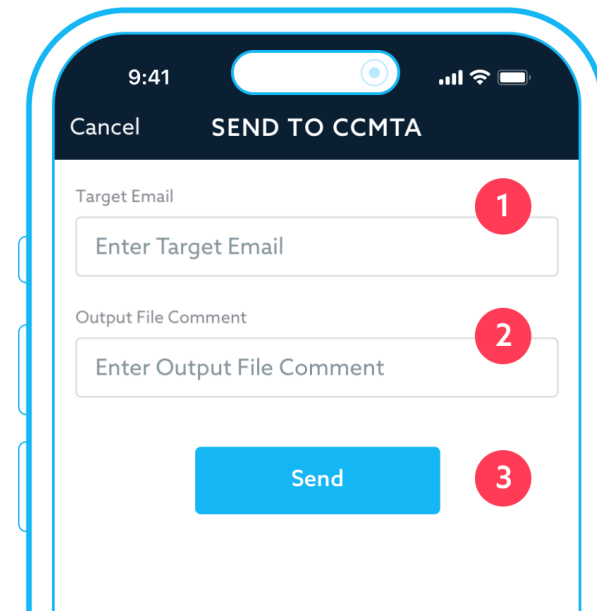 9:41
Cancel SEND TO CCMTA
Target Email
1
Enter Target Email
Output File Comment
2
Enter Output File Comment
Send 3